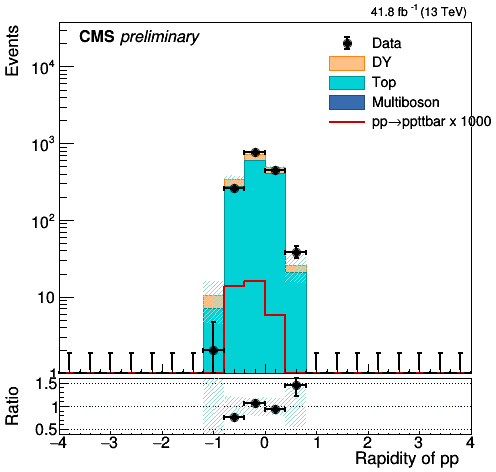 41.8 fb⁻¹ (13 TeV)
CMS preliminary
Data
DY
Top
Multiboson
pp→ppttbar x 1000
Events
10⁴
10³
10²
10
1
Ratio
1.5
1
0.5
−4 −3 −2 −1 0 1 2 3 4
Rapidity of pp